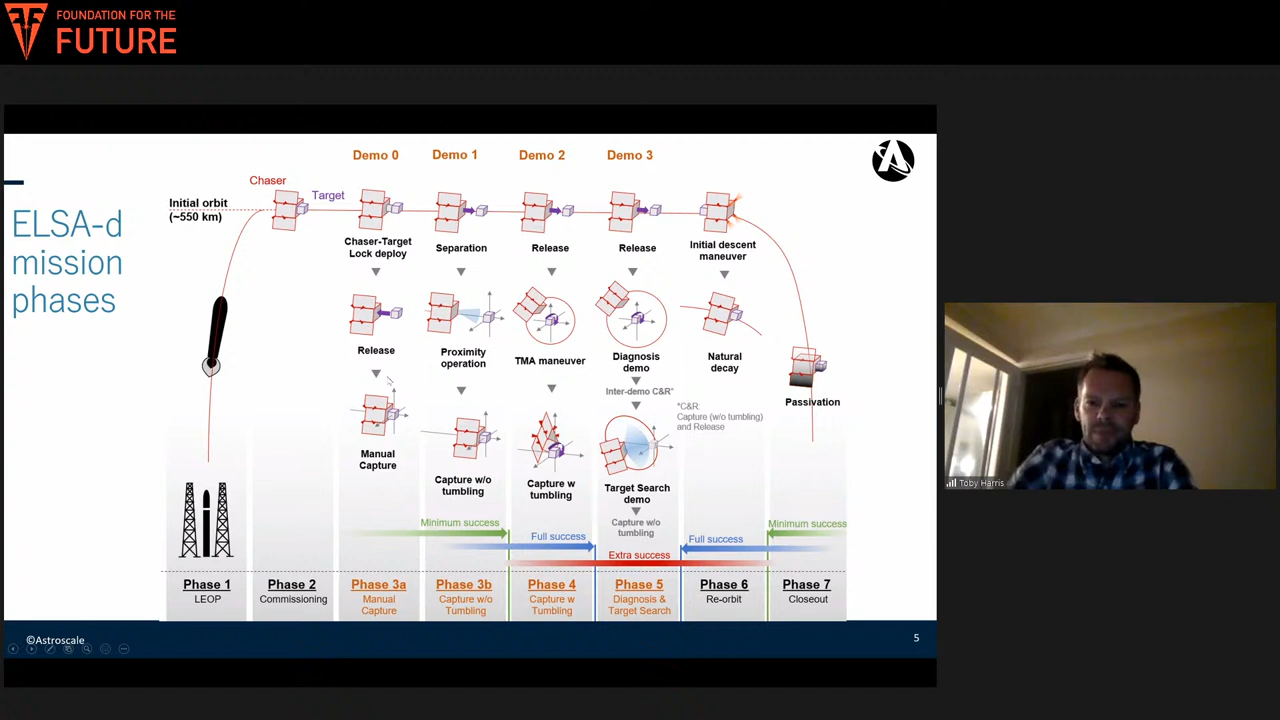 FOUNDATION FOR THE
FUTURE
ELSA-d
mission
phases
Demo 0
Demo 1
Demo 2
Demo 3
Chaser
Target
Initial orbit
(~550 km)
Chaser-Target
Lock deploy
Separation
Release
Release
Initial descent
maneuver
Release
Proximity
operation
TMA maneuver
Diagnosis
demo
Natural
decay
Inter-demo C&R*
*C&R:
Capture (w/o tumbling)
and Release
Passivation
Manual
Capture
Capture w/o
tumbling
Capture w
tumbling
Target Search
demo
Capture w/o
tumbling
Minimum success
Full success
Extra success
Full success
Minimum success
Phase 1
LEOP
Phase 2
Commissioning
Phase 3a
Manual
Capture
Phase 3b
Capture w/o
Tumbling
Phase 4
Capture w
Tumbling
Phase 5
Diagnosis &
Target Search
Phase 6
Re-orbit
Phase 7
Closeout
©Astroscale
5
Toby Harris